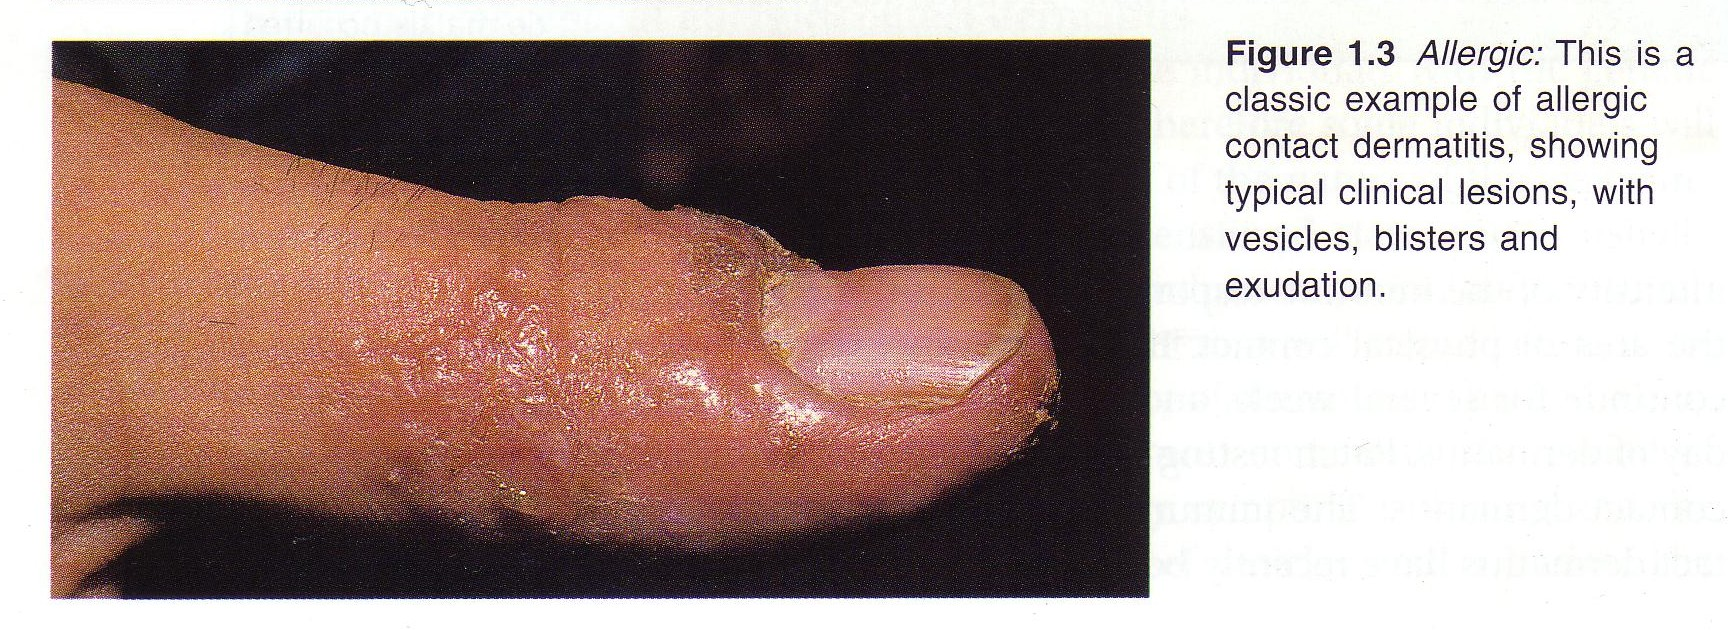 Figure 1.3 Allergic: This is a
classic example of allergic
contact dermatitis, showing
typical clinical lesions, with
vesicles, blisters and
exudation.